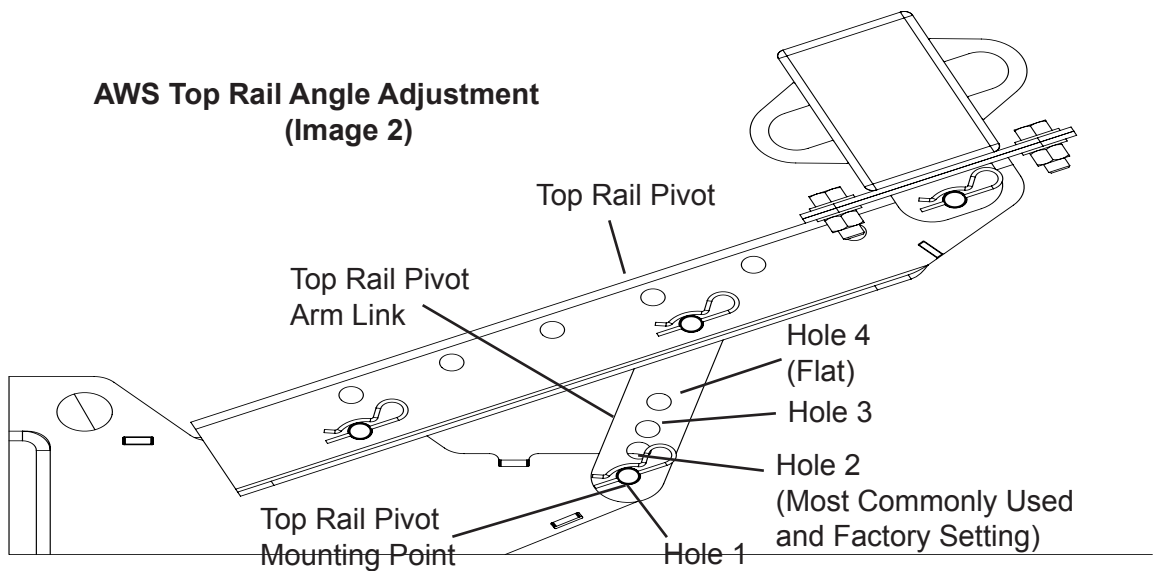 AWS Top Rail Angle Adjustment
(Image 2)
Top Rail Pivot
Top Rail Pivot
Arm Link
Hole 4
(Flat)
Hole 3
Hole 2
(Most Commonly Used
and Factory Setting)
Top Rail Pivot
Mounting Point
Hole 1